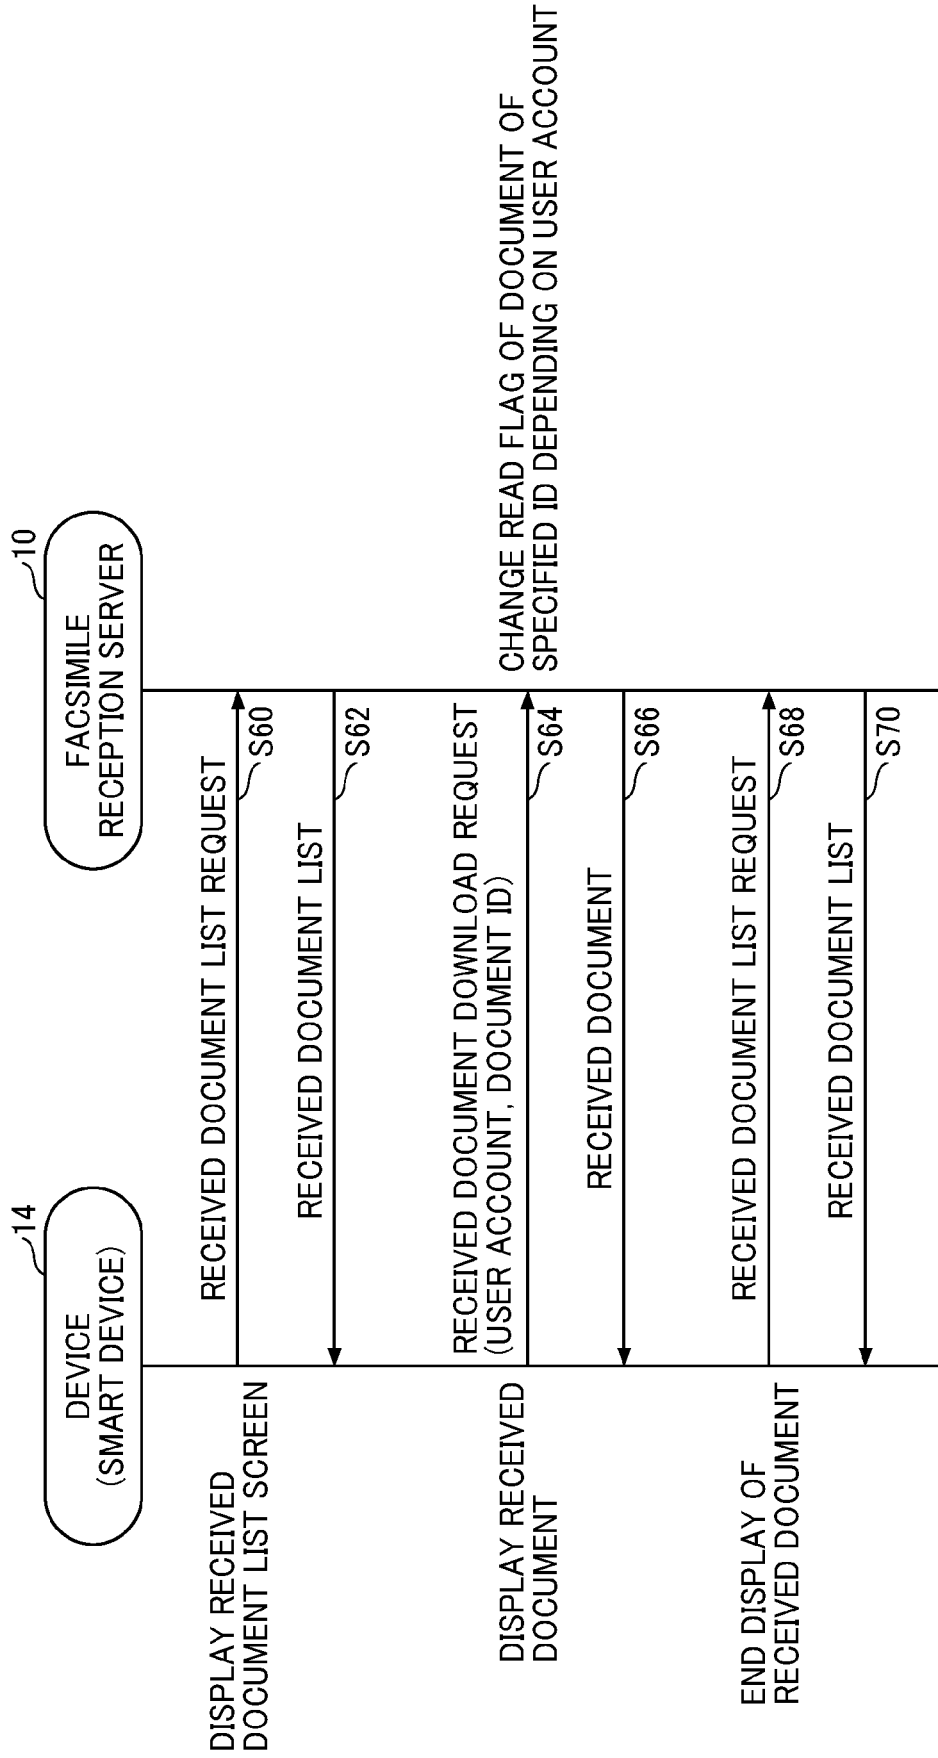 14
DEVICE
(SMART DEVICE)
10
FACSIMILE
RECEPTION SERVER
DISPLAY RECEIVED
DOCUMENT LIST SCREEN
RECEIVED DOCUMENT LIST REQUEST
S60
RECEIVED DOCUMENT LIST
S62
DISPLAY RECEIVED
DOCUMENT
RECEIVED DOCUMENT DOWNLOAD REQUEST
(USER ACCOUNT, DOCUMENT ID)
S64
CHANGE READ FLAG OF DOCUMENT OF
SPECIFIED ID DEPENDING ON USER ACCOUNT
RECEIVED DOCUMENT
S66
END DISPLAY OF
RECEIVED DOCUMENT
RECEIVED DOCUMENT LIST REQUEST
S68
RECEIVED DOCUMENT LIST
S70